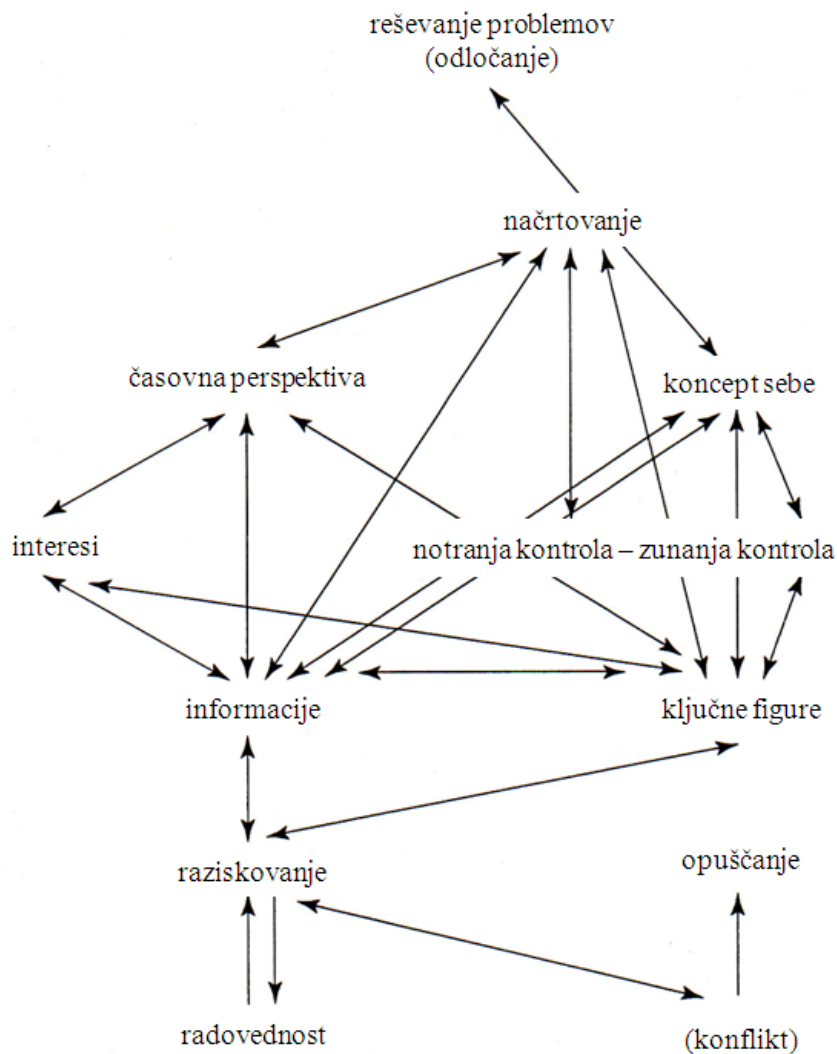 reševanje problemov
(odločanje)
načrtovanje
časovna perspektiva
koncept sebe
interesi
notranja kontrola – zunanja kontrola
informacije
ključne figure
raziskovanje
opuščanje
radovednost
(konflikt)